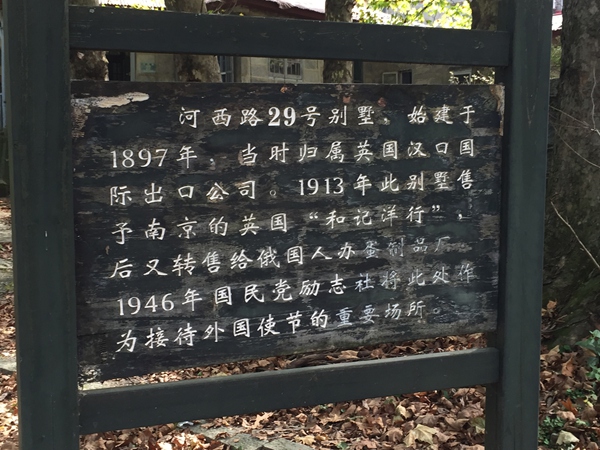 河西路29号别墅，始建于
1897年，当时归属英国汉口国
际出口公司。1913年此别墅售
予南京的英国“和记洋行”，
后又转售给俄国人办蛋制品厂。
1946年国民党励志社将此处作
为接待外国使节的重要场所。